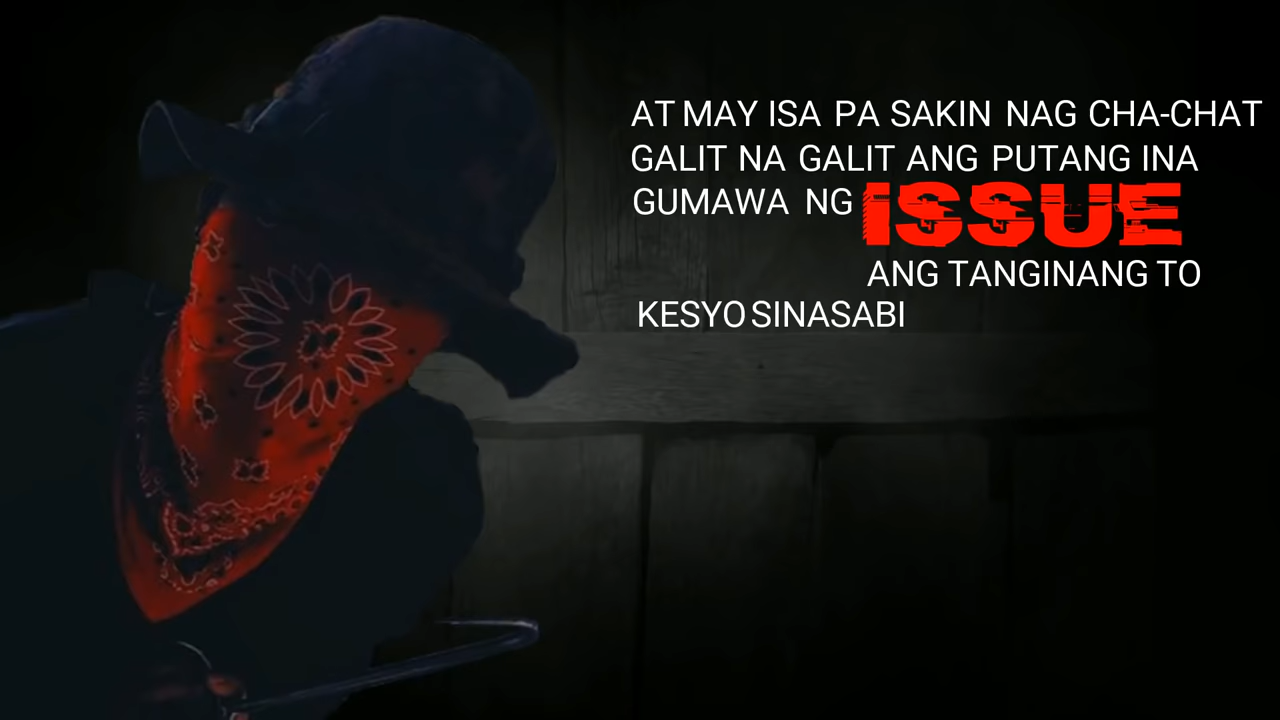 AT MAY ISA PA SAKIN NAG CHA-CHAT
GALIT NA GALIT ANG PUTANG INA
GUMAWA NG ISSUE
ANG TANGINANG TO
KESYO SINASABI